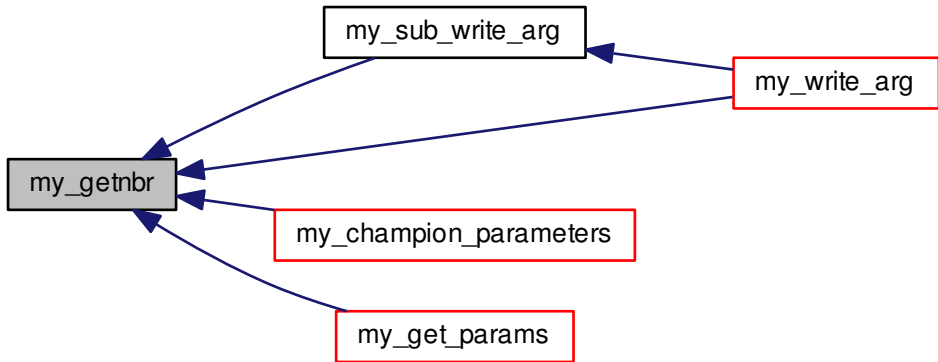 my_sub_write_arg
my_write_arg
my_getnbr
my_champion_parameters
my_get_params